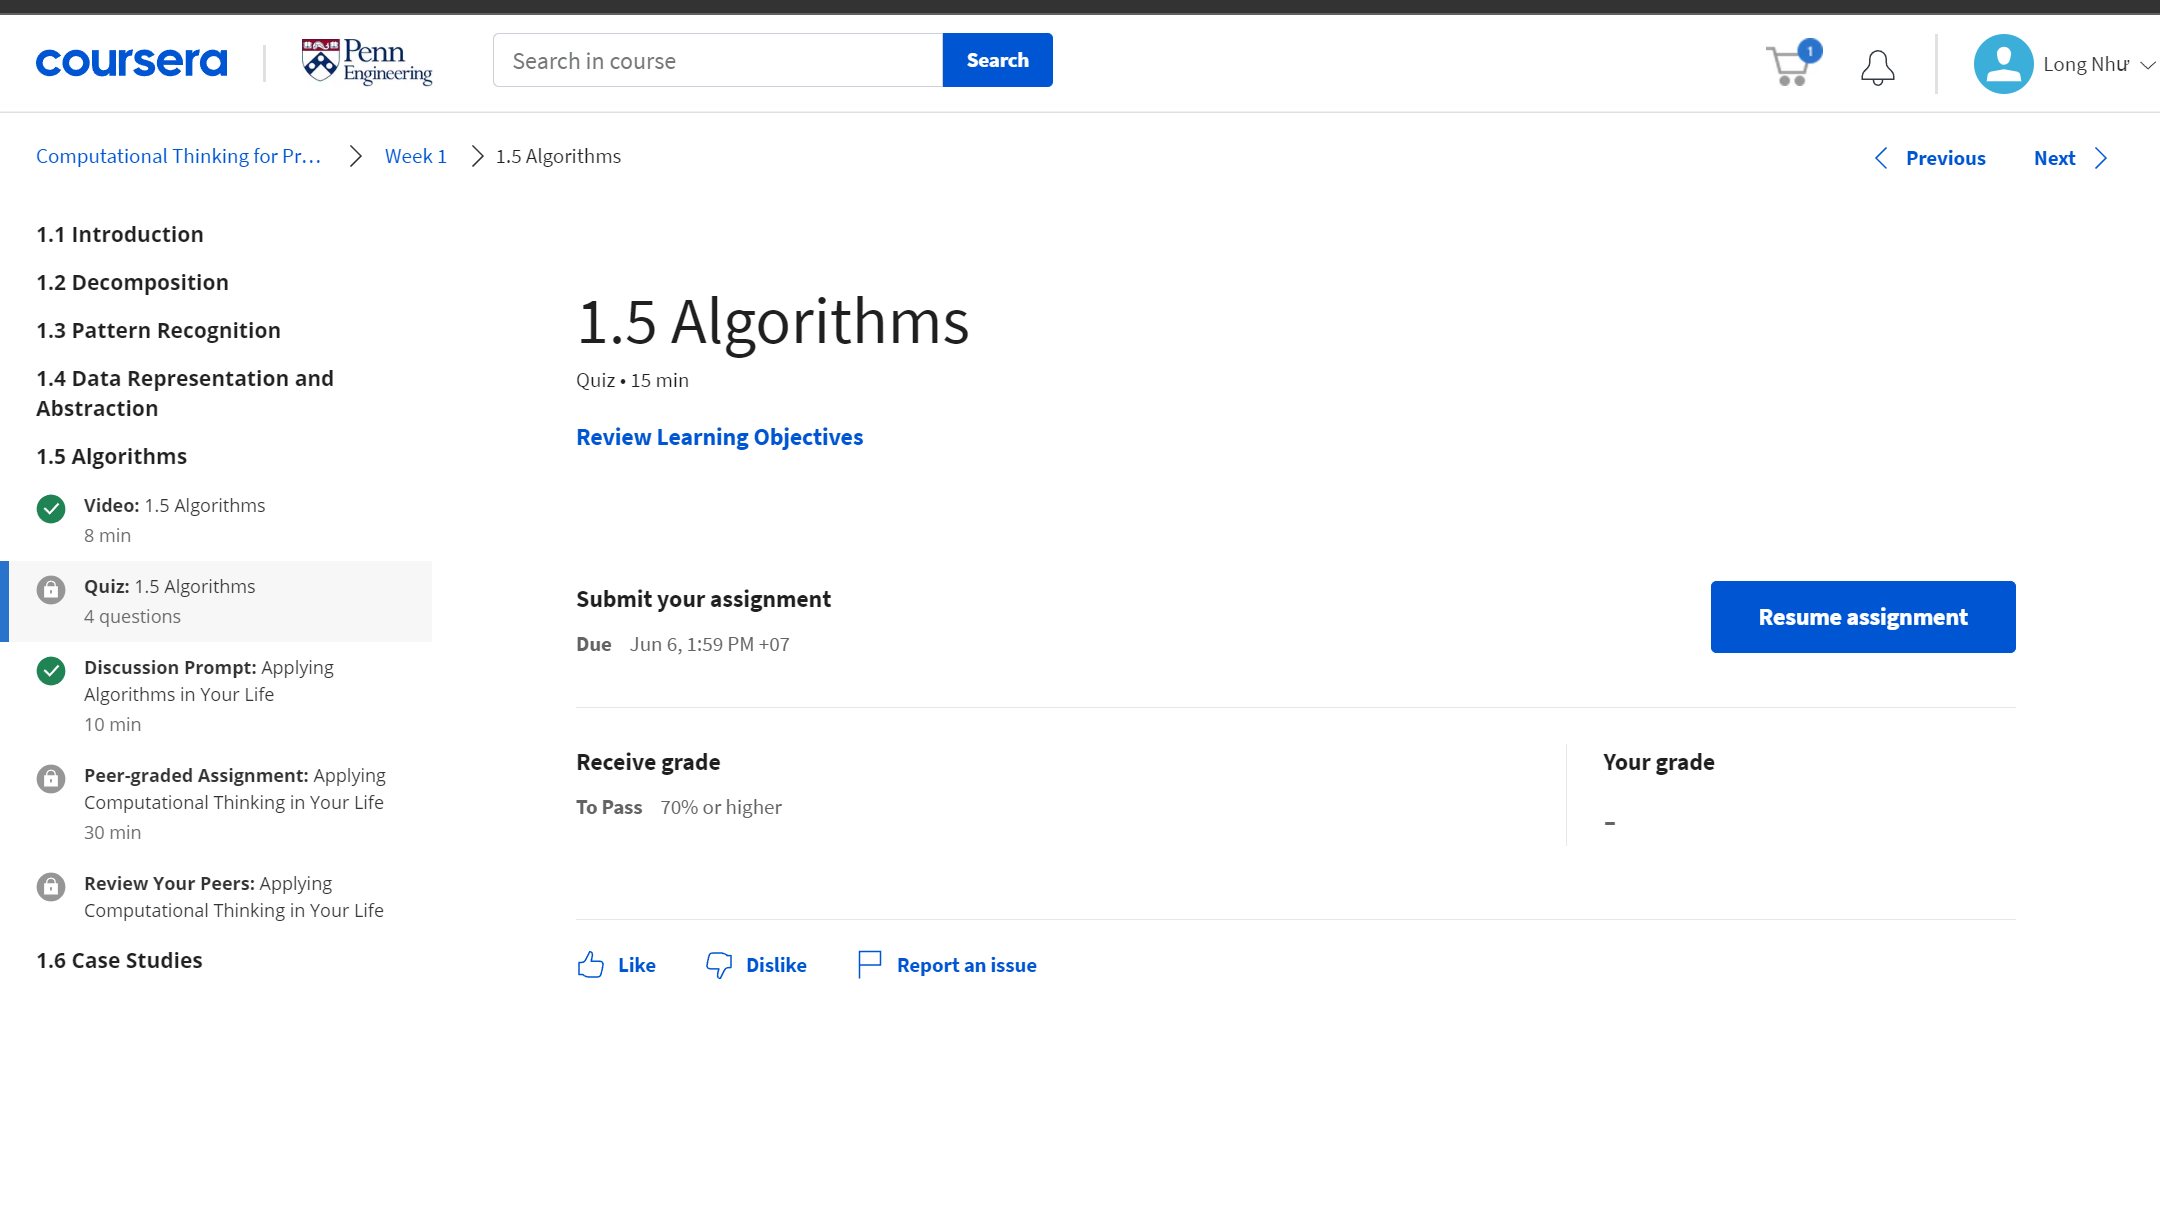 coursera
Penn
Engineering
Search in course
Search
1
Long Như
Computational Thinking for Pr...
Week 1
1.5 Algorithms
Previous
Next
1.1 Introduction
1.2 Decomposition
1.3 Pattern Recognition
1.4 Data Representation and
Abstraction
1.5 Algorithms
Video: 1.5 Algorithms
8 min
Quiz: 1.5 Algorithms
4 questions
Discussion Prompt: Applying
Algorithms in Your Life
10 min
Peer-graded Assignment: Applying
Computational Thinking in Your Life
30 min
Review Your Peers: Applying
Computational Thinking in Your Life
1.6 Case Studies
1.5 Algorithms
Quiz • 15 min
Review Learning Objectives
Submit your assignment
Due Jun 6, 1:59 PM +07
Resume assignment
Receive grade
To Pass 70% or higher
Your grade
-
Like
Dislike
Report an issue